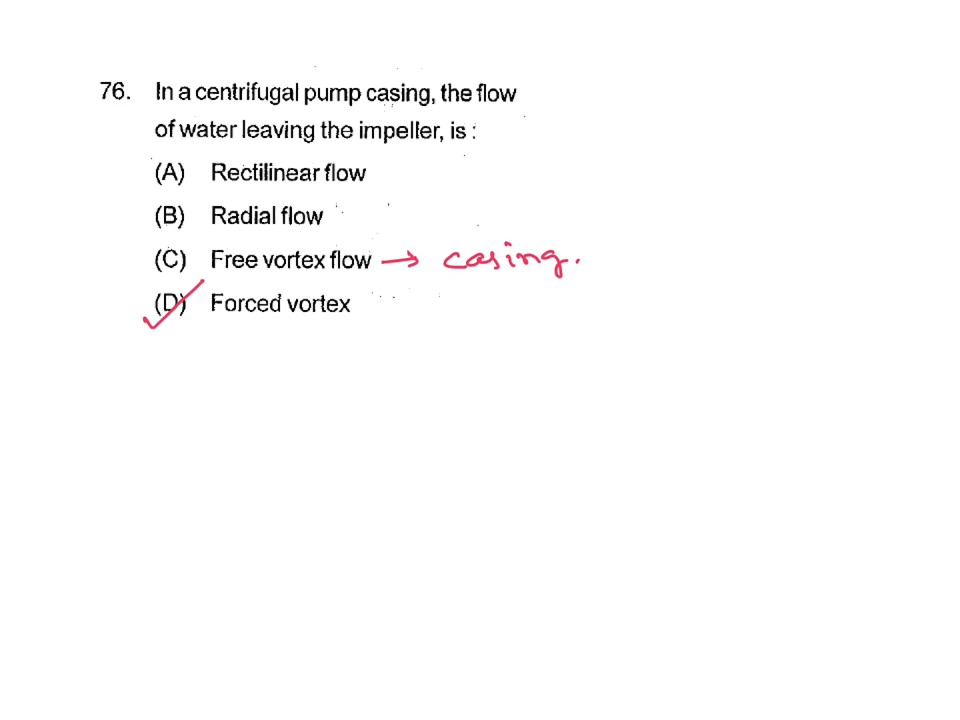 76. In a centrifugal pump casing, the flow
of water leaving the impeller, is :
(A) Rectilinear flow
(B) Radial flow
(C) Free vortex flow → casing.
(D) Forced vortex